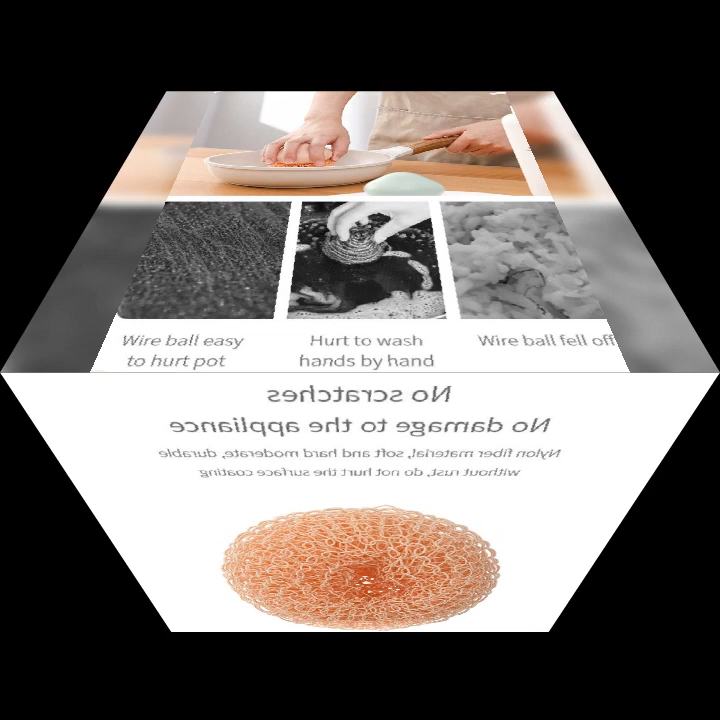 Wire ball easy
to hurt pot
Hurt to wash
hands by hand
Wire ball fell off
No scratches
No damage to the appliance
Nylon fiber material, soft and hard and moderate, durable,
without rust, do not hurt the surface coating